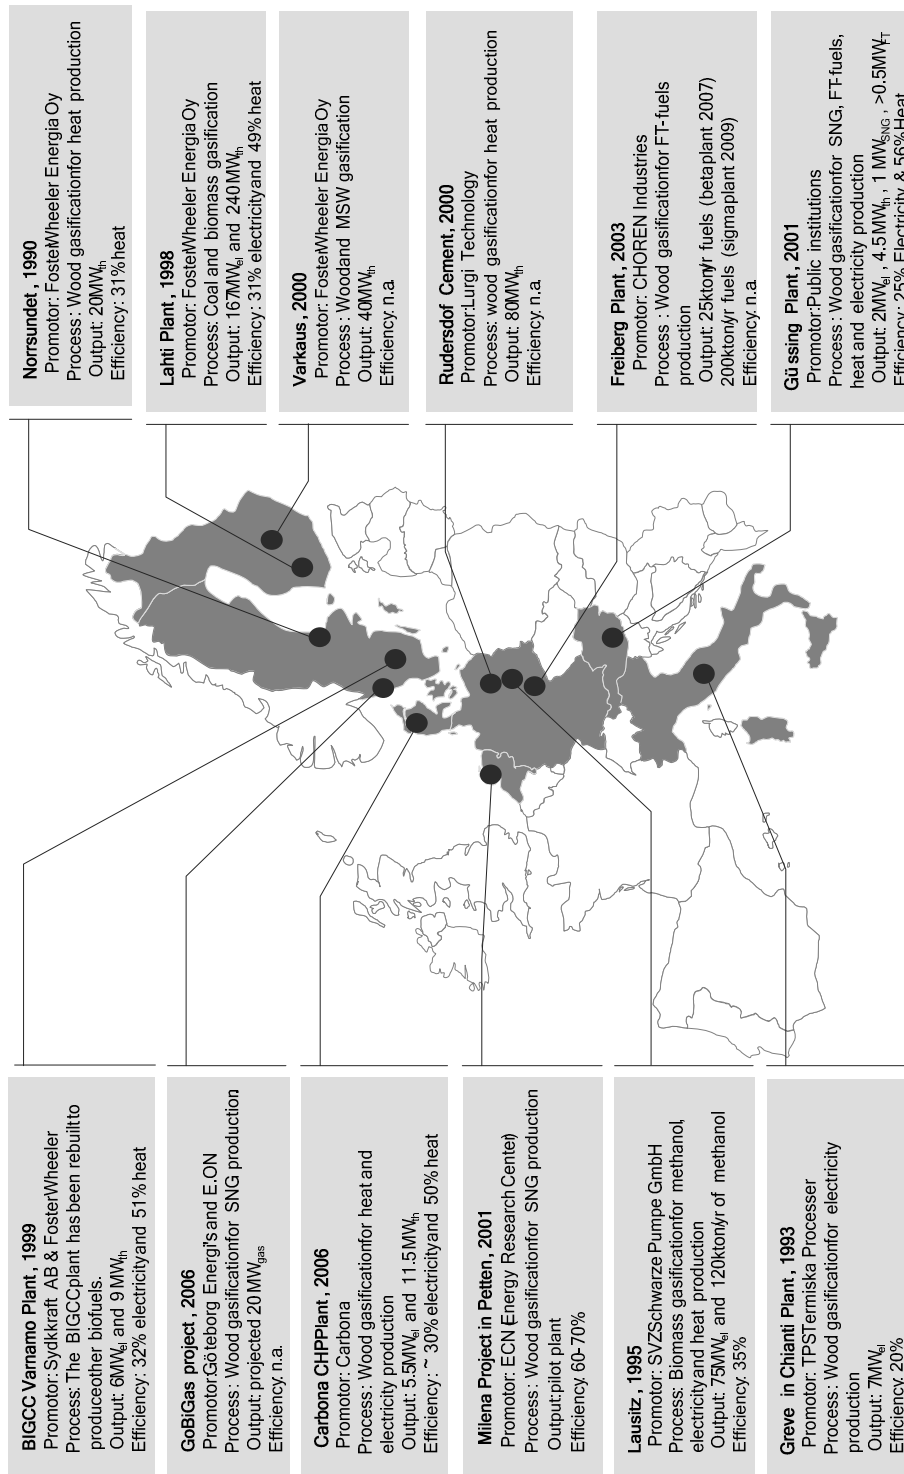 BIGCC Varnamo Plant, 1999
Promotor: Sydkkraft AB & FosterWheeler
Process: The BIGCC plant has been rebuilt to
produce other biofuels.
Output: 6MWel and 9 MWth
Efficiency: 32% electricity and 51% heat
GoBiGas project, 2006
Promotor: Göteborg Energi's and E.ON
Process: Wood gasification for SNG production
Output: projected 20 MWgas
Efficiency: n.a.
Carbona CHP Plant, 2006
Promotor: Carbona
Process: Wood gasification for heat and
electricity production
Output: 5.5MWel and 11.5 MWth
Efficiency: ~ 30% electricity and 50% heat
Milena Project in Petten, 2001
Promotor: ECN Energy Research Center)
Process: Wood gasification for SNG production
Output: pilot plant
Efficiency: 60-70%
Lausitz, 1995
Promotor: SVZ Schwarze Pumpe GmbH
Process: Biomass gasification for methanol,
electricity and heat production
Output: 75MWel and 120kton/yr of methanol
Efficiency: 35%
Greve in Chianti Plant, 1993
Promotor: TPS Termiska Processer
Process: Wood gasification for electricity
production
Output: 7MWel
Efficiency: 20%
Norrsundet, 1990
Promotor: Foster Wheeler Energia Oy
Process: Wood gasification for heat production
Output: 20MWth
Efficiency: 31% heat
Lahti Plant, 1998
Promotor: Foster Wheeler Energia Oy
Process: Coal and biomass gasification
Output: 167MWel and 240 MWth
Efficiency: 31% electricity and 49% heat
Varkaus, 2000
Promotor: Foster Wheeler Energia Oy
Process: Wood and MSW gasification
Output: 40MWth
Efficiency: n.a
Rudersdof Cement, 2000
Promotor: Lurgi Technology
Process: wood gasification for heat production
Output: 80MWth
Efficiency: n.a
Freiberg Plant, 2003
Promotor: CHOREN Industries
Process: Wood gasification for FT-fuels
production
Output: 25kton/yr fuels (betaplant 2007)
200kton/yr fuels (sigmaplant 2009)
Efficiency: n.a
Güssing Plant, 2001
Promotor: Public institutions
Process: Wood gasification for SNG, FT-fuels,
heat and electricity production
Output: 2MWel, 4.5MWth, 1 MWSNG, >0.5MWFT
Efficiency: 25% Electricity & 56% Heat